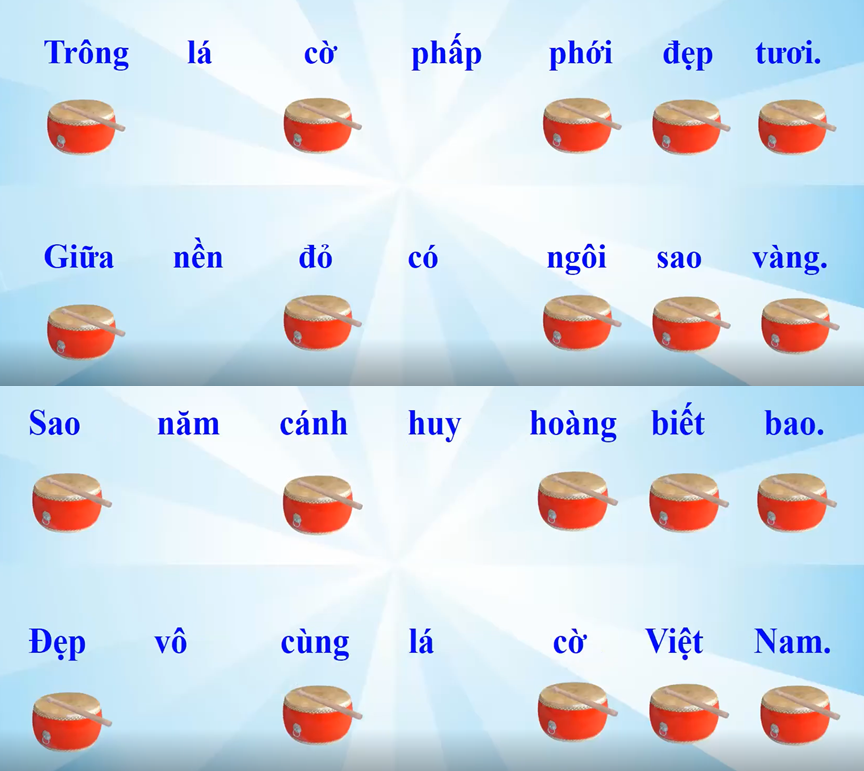 Trông lá cờ phấp phới đẹp tươi.
Giữa nền đỏ có ngôi sao vàng.
Sao năm cánh huy hoàng biết bao.
Đẹp vô cùng lá cờ Việt Nam.